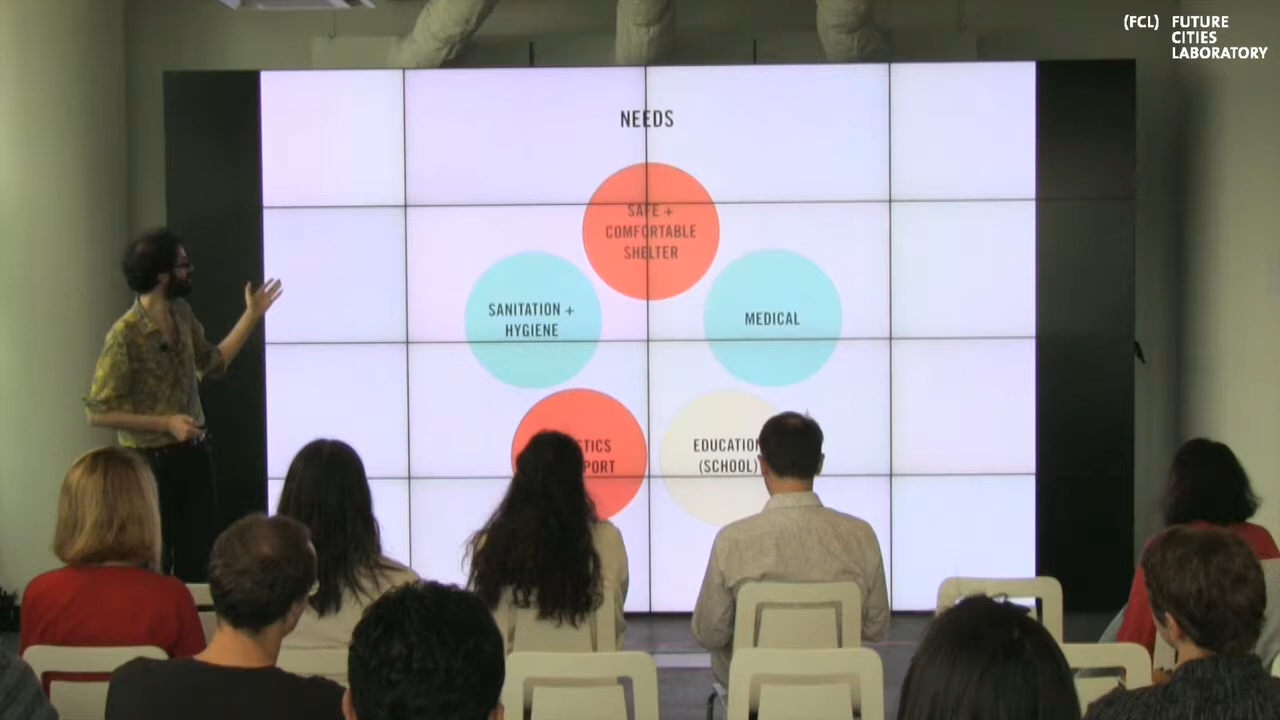 (FCL) FUTURE
CITIES
LABORATORY
NEEDS
SAFE +
COMFORTABLE
SHELTER
SANITATION +
HYGIENE
MEDICAL
EDUCATION
(SCHOOL)